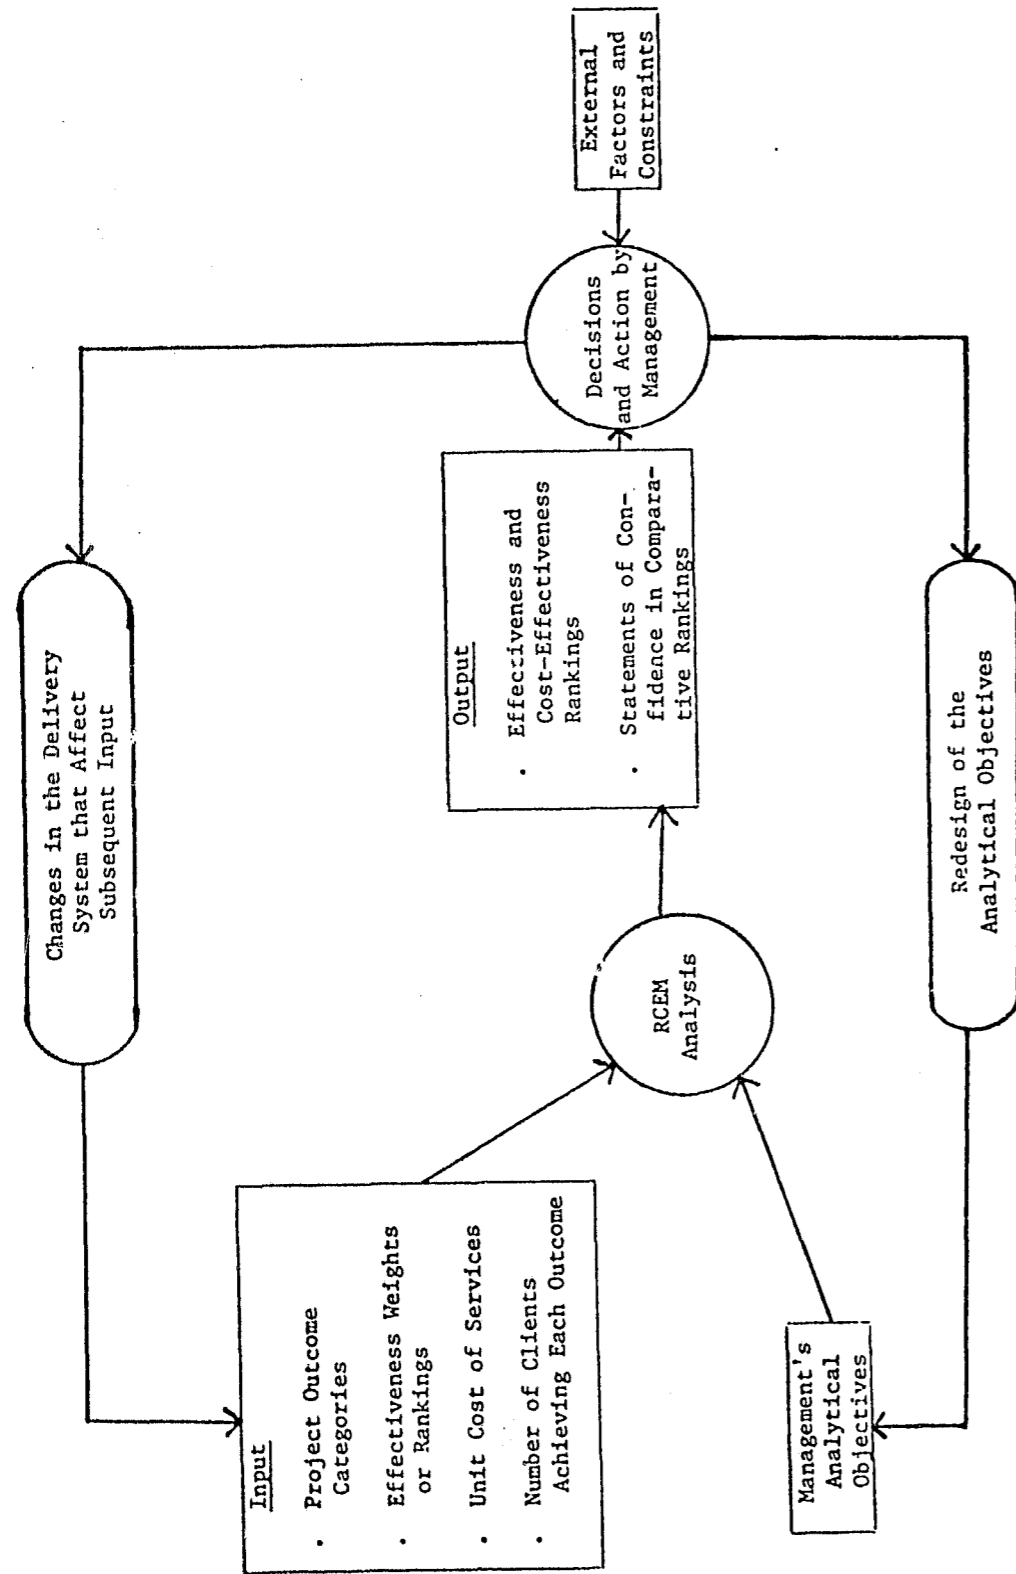 Changes in the Delivery
System that Affect
Subsequent Input
Input
• Project Outcome
Categories
• Effectiveness Weights
or Rankings
• Unit Cost of Services
• Number of Clients
Achieving Each Outcome
Management's
Analytical
Objectives
RCEM
Analysis
Output
• Effectiveness and
Cost-Effectiveness
Rankings
• Statements of Con-
fidence in Compara-
tive Rankings
Decisions
and Action by
Management
External
Factors and
Constraints
Redesign of the
Analytical Objectives